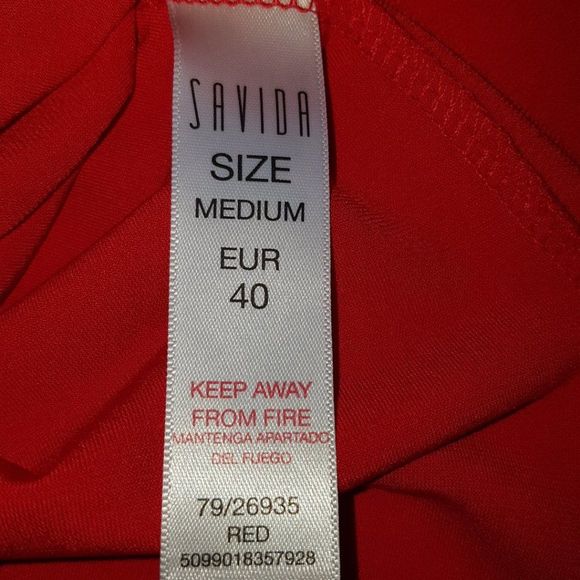 SAVIDA
SIZE
MEDIUM
EUR
40
KEEP AWAY
FROM FIRE
MANTENGA APARTADO
DEL FUEGO
79/26935
RED
5099018357928